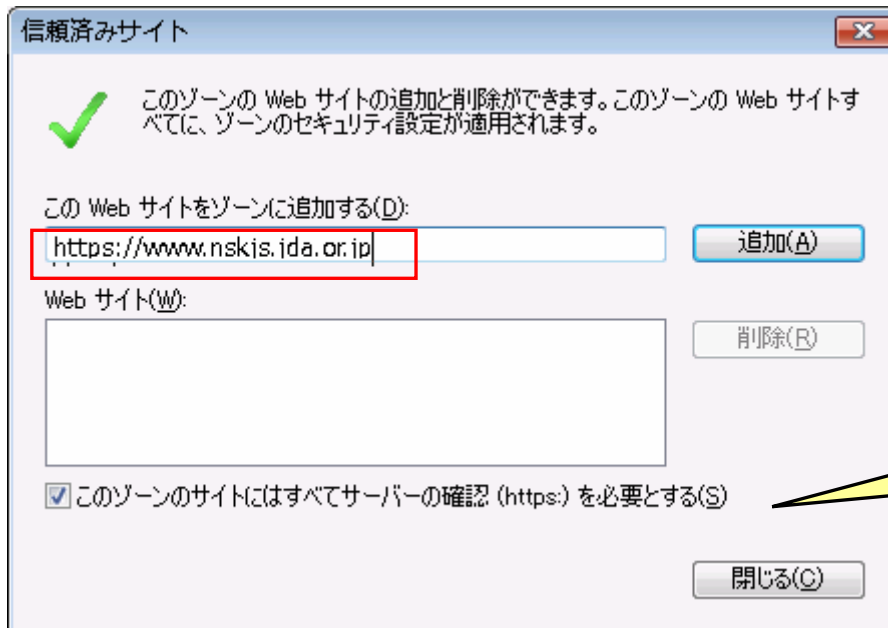 信頼済みサイト
このゾーンの Web サイトの追加と削除ができます。このゾーンの Web サイトす
べてに、ゾーンのセキュリティ設定が適用されます。
この Web サイトをゾーンに追加する(D):
https://www.nskjs.jda.or.jp
追加(A)
Web サイト(W):
削除(R)
このゾーンのサイトにはすべてサーバーの確認 (https:) を必要とする(S)
閉じる(C)